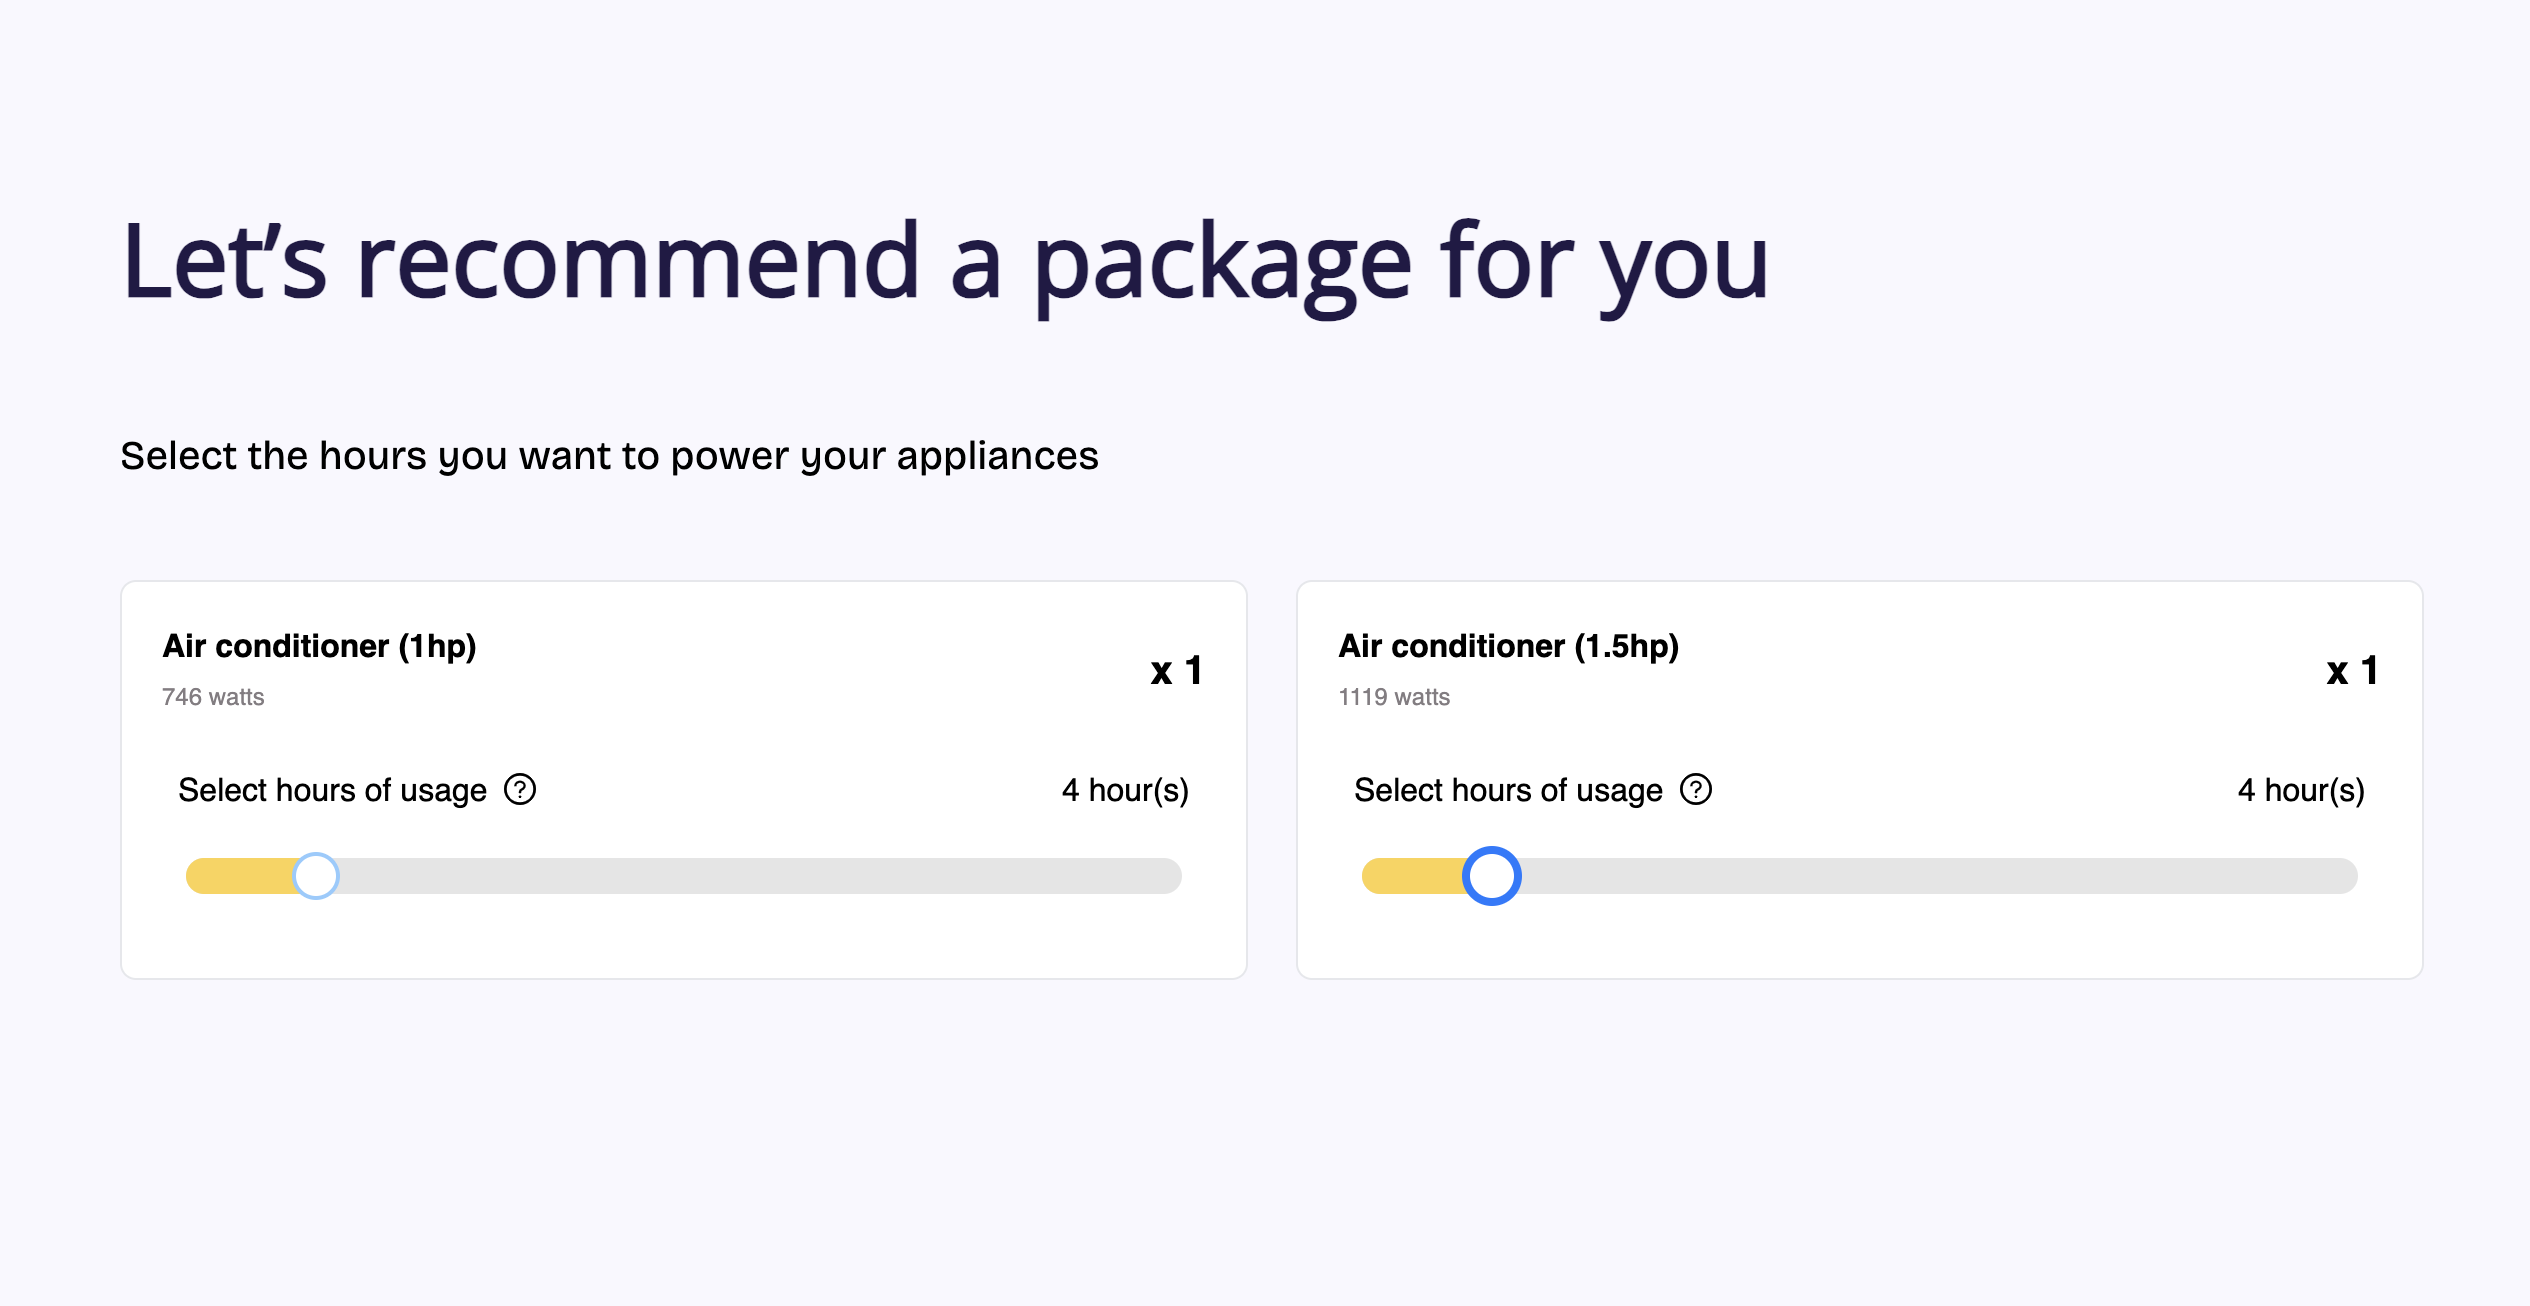 Let’s recommend a package for you
Select the hours you want to power your appliances
Air conditioner (1hp)
746 watts
x 1
Select hours of usage ?
4 hour(s)
Air conditioner (1.5hp)
1119 watts
x 1
Select hours of usage ?
4 hour(s)